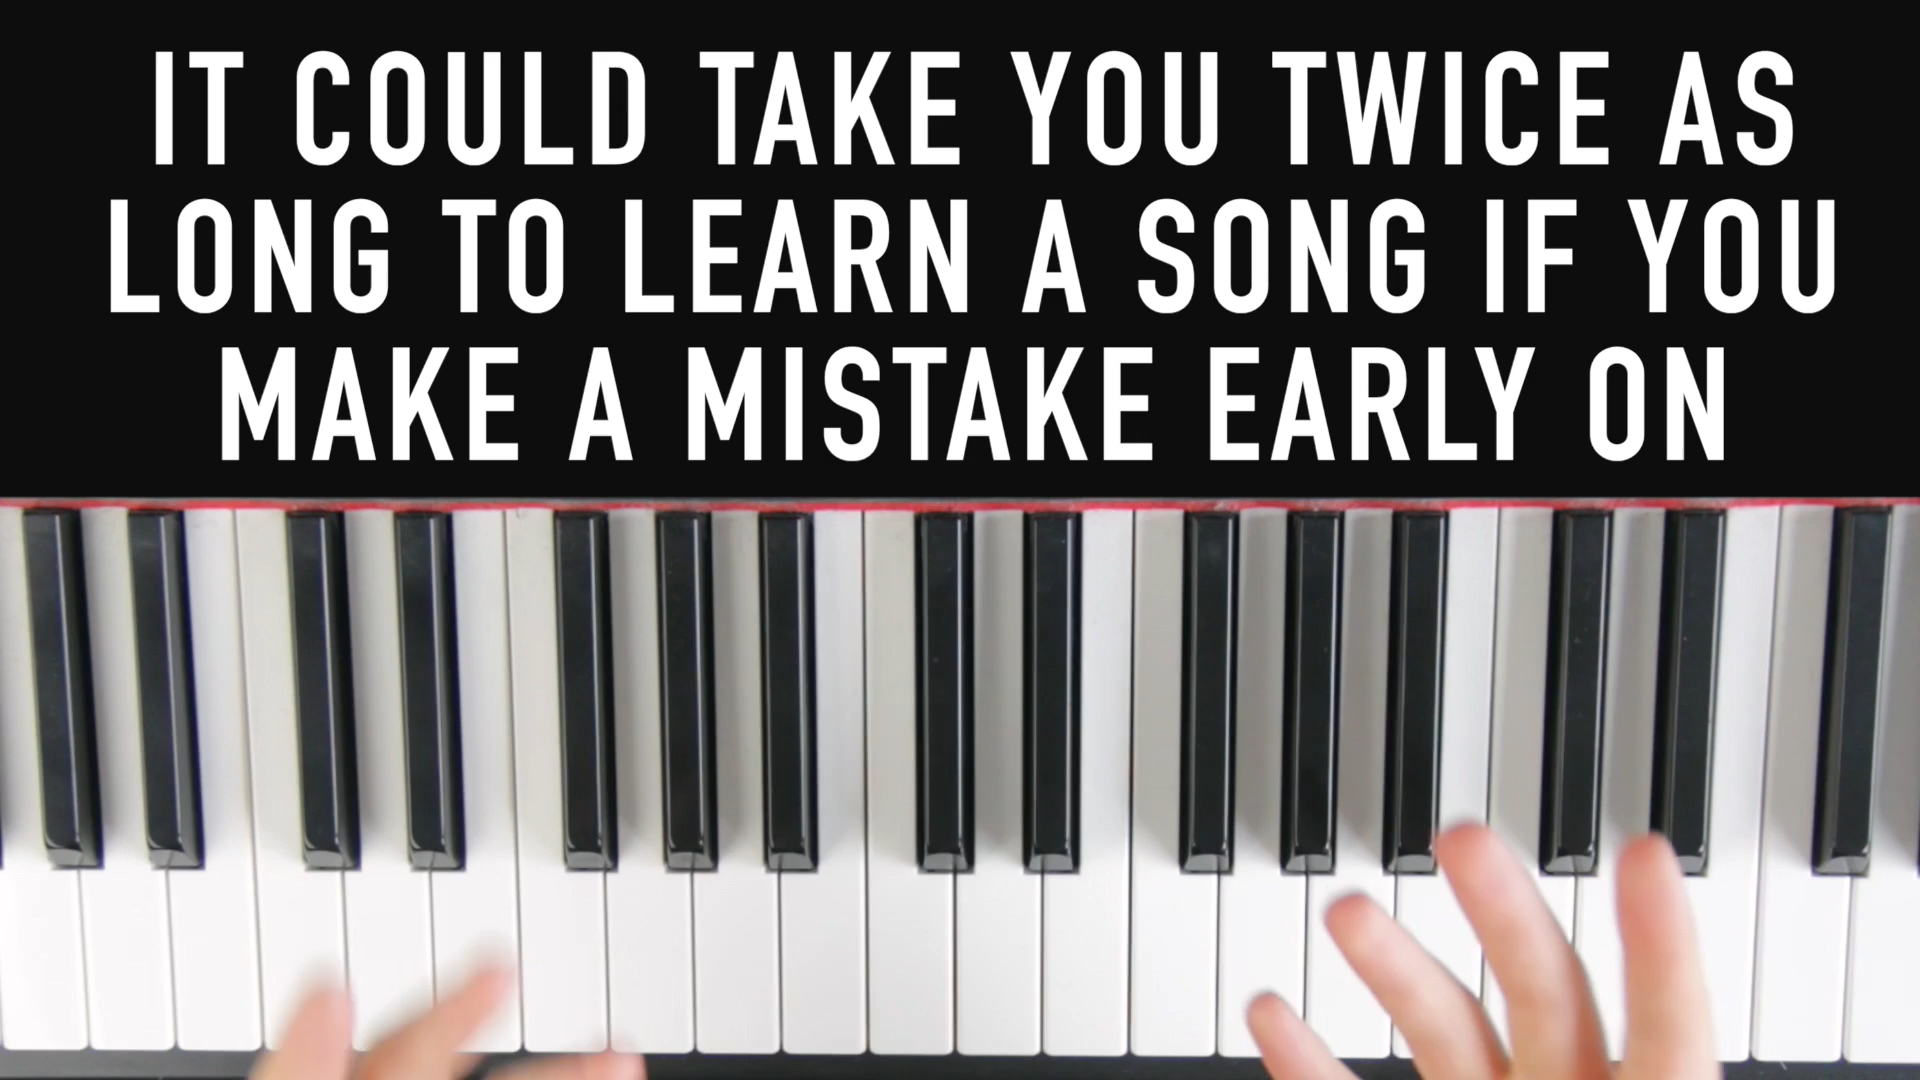 IT COULD TAKE YOU TWICE AS
LONG TO LEARN A SONG IF YOU
MAKE A MISTAKE EARLY ON